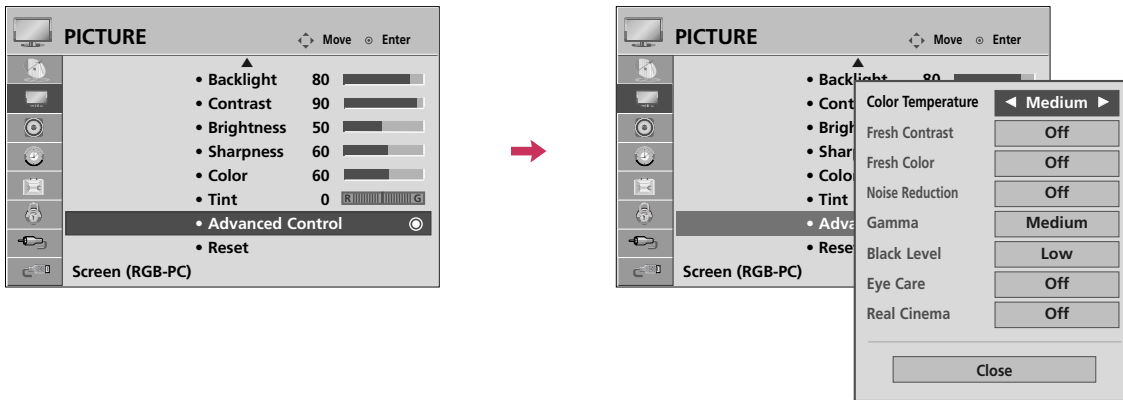 PICTURE Move Enter
• Backlight 80
• Contrast 90
• Brightness 50
• Sharpness 60
• Color 60
• Tint 0 R G
• Advanced Control
• Reset
Screen (RGB-PC)
PICTURE Move Enter
• Backlight 80
• Cont
• Brigh
• Shar
• Colo
• Tint
• Adva
• Rese
Screen (RGB-PC)
Color Temperature ◀ Medium ▶
Fresh Contrast Off
Fresh Color Off
Noise Reduction Off
Gamma Medium
Black Level Low
Eye Care Off
Real Cinema Off
Close